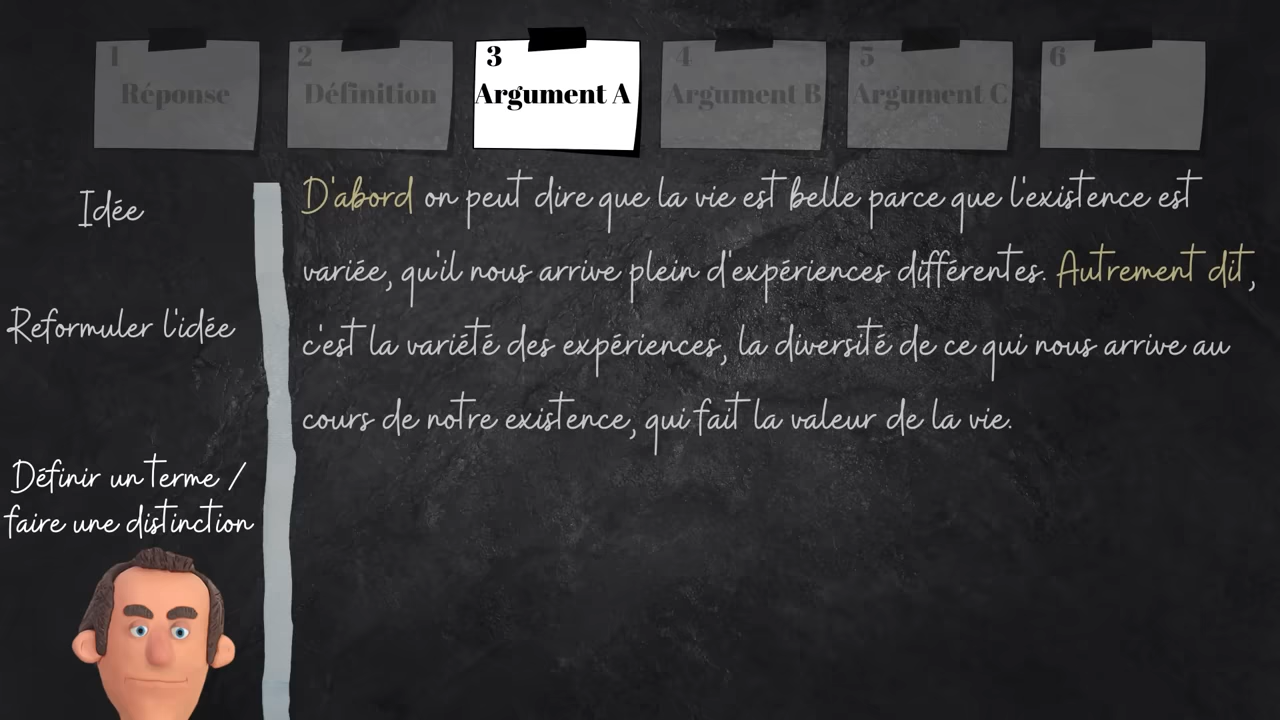 1
Réponse
2
Définition
3
Argument A
4
Argument B
5
Argument C
6
Idée
Reformuler l'idée
Définir un terme /
faire une distinction
D'abord on peut dire que la vie est belle parce que l'existence est
variée, qu'il nous arrive plein d'expériences différentes. Autrement dit,
c'est la variété des expériences, la diversité de ce qui nous arrive au
cours de notre existence, qui fait la valeur de la vie.